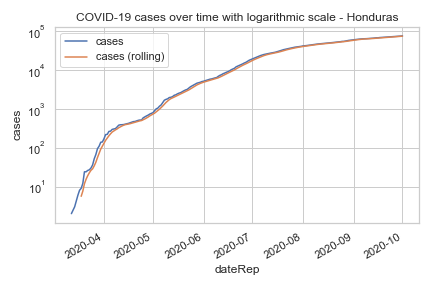 COVID-19 cases over time with logarithmic scale - Honduras
cases
cases (rolling)
10^5
10^4
10^3
10^2
10^1
cases
2020-04
2020-05
2020-06
2020-07
2020-08
2020-09
2020-10
dateRep